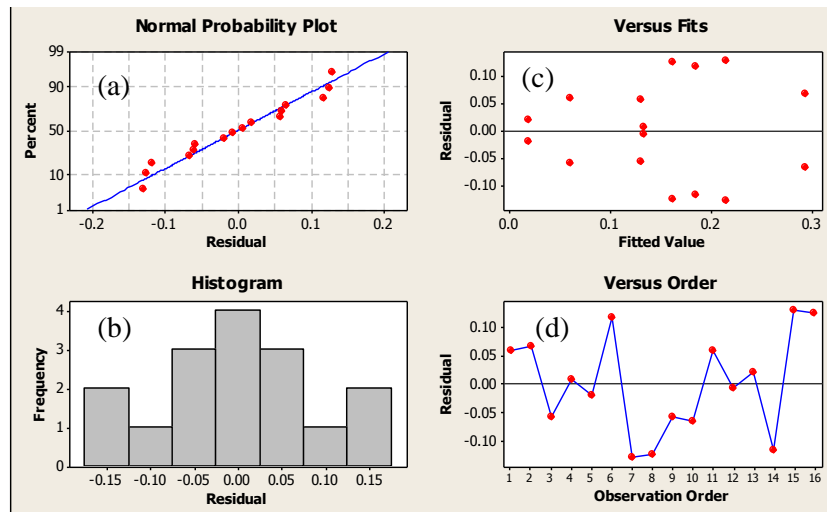 Normal Probability Plot
(a)
99
90
50
10
1
Percent
-0.2 -0.1 0.0 0.1 0.2
Residual
Versus Fits
(c)
0.10
0.05
0.00
-0.05
-0.10
Residual
0.0 0.1 0.2 0.3
Fitted Value
Histogram
(b)
4
3
2
1
0
Frequency
-0.15 -0.10 -0.05 0.00 0.05 0.10 0.15
Residual
Versus Order
(d)
0.10
0.05
0.00
-0.05
-0.10
Residual
1 2 3 4 5 6 7 8 9 10 11 12 13 14 15 16
Observation Order